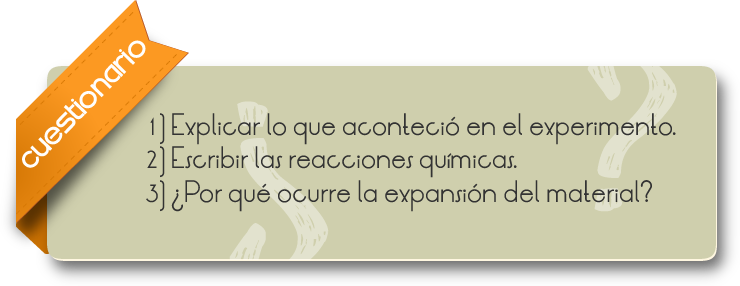 cuestionario
1) Explicar lo que aconteció en el experimento.
2) Escribir las reacciones químicas.
3) ¿Por qué ocurre la expansión del material?